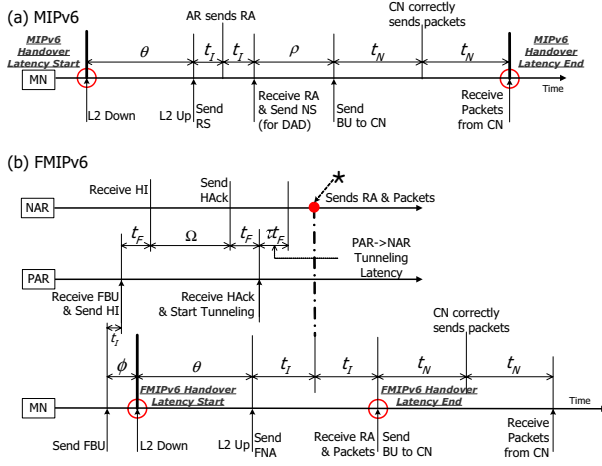 (a) MIPv6
AR sends RA
CN correctly
sends packets
MIPv6
Handover
Latency Start
θ
t_I
t_I
ρ
t_N
t_N
MIPv6
Handover
Latency End
MN
Time
L2 Down
L2 Up
Send
RS
Receive RA
& Send NS
(for DAD)
Send
BU to CN
Receive
Packets
from CN
(b) FMIPv6
Receive HI
Send
HAck
*
NAR
Sends RA & Packets
t_F
Ω
t_F
τt_F
PAR->NAR
Tunneling
Latency
PAR
Receive FBU
& Send HI
Receive HAck
& Start Tunneling
CN correctly
sends packets
t_I
ϕ
θ
t_I
t_I
t_N
t_N
FMIPv6 Handover
Latency Start
FMIPv6 Handover
Latency End
MN
Time
Send FBU
L2 Down
L2 Up
Send
FNA
Receive RA
& Packets
Send
BU to CN
Receive
Packets
from CN